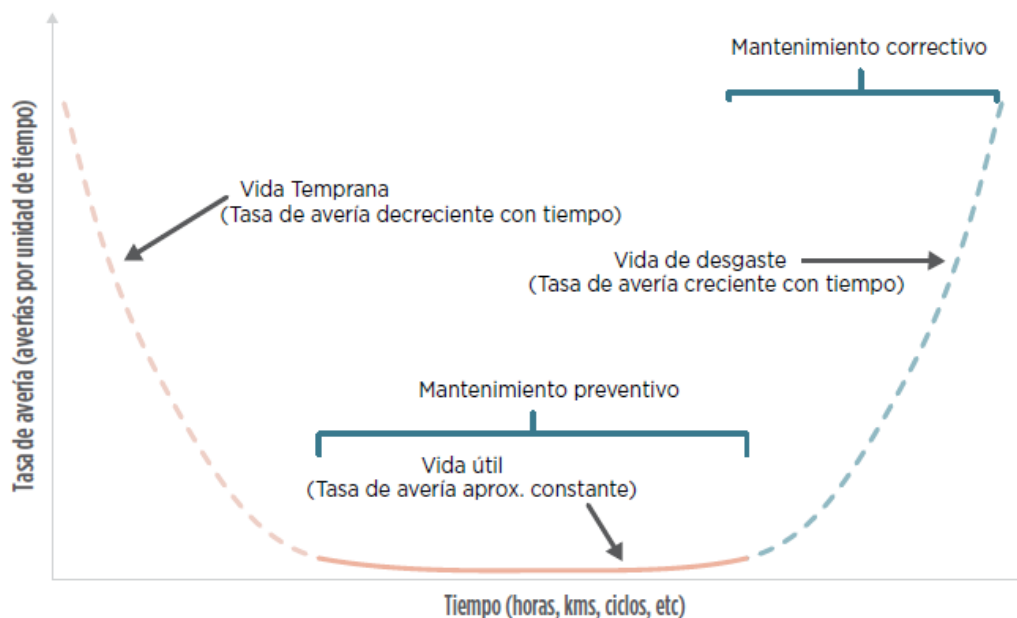 Mantenimiento correctivo
Vida Temprana
(Tasa de avería decreciente con tiempo)
Vida de desgaste
(Tasa de avería creciente con tiempo)
Mantenimiento preventivo
Vida útil
(Tasa de avería aprox. constante)
Tasa de avería (averías por unidad de tiempo)
Tiempo (horas, kms, ciclos, etc)